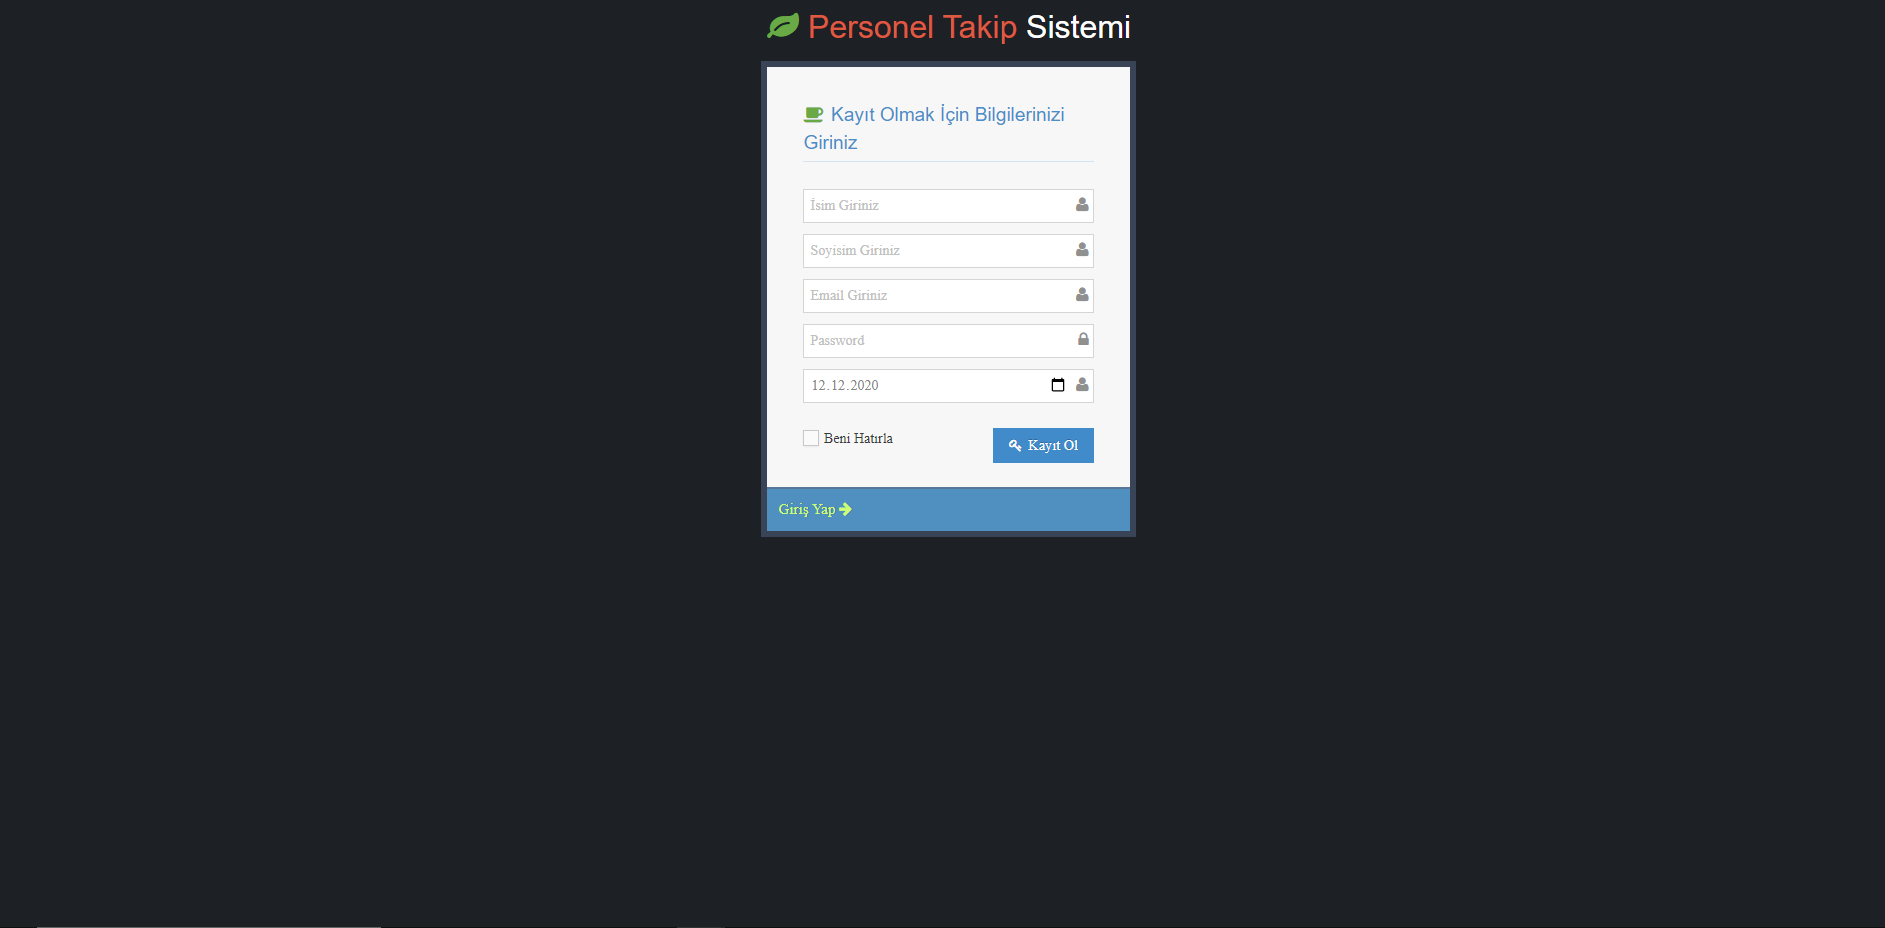 Personel Takip Sistemi
Kayıt Olmak İçin Bilgilerinizi
Giriniz
İsim Giriniz
Soyisim Giriniz
Email Giriniz
Password
12.12.2020
Beni Hatırla
Kayıt Ol
Giriş Yap